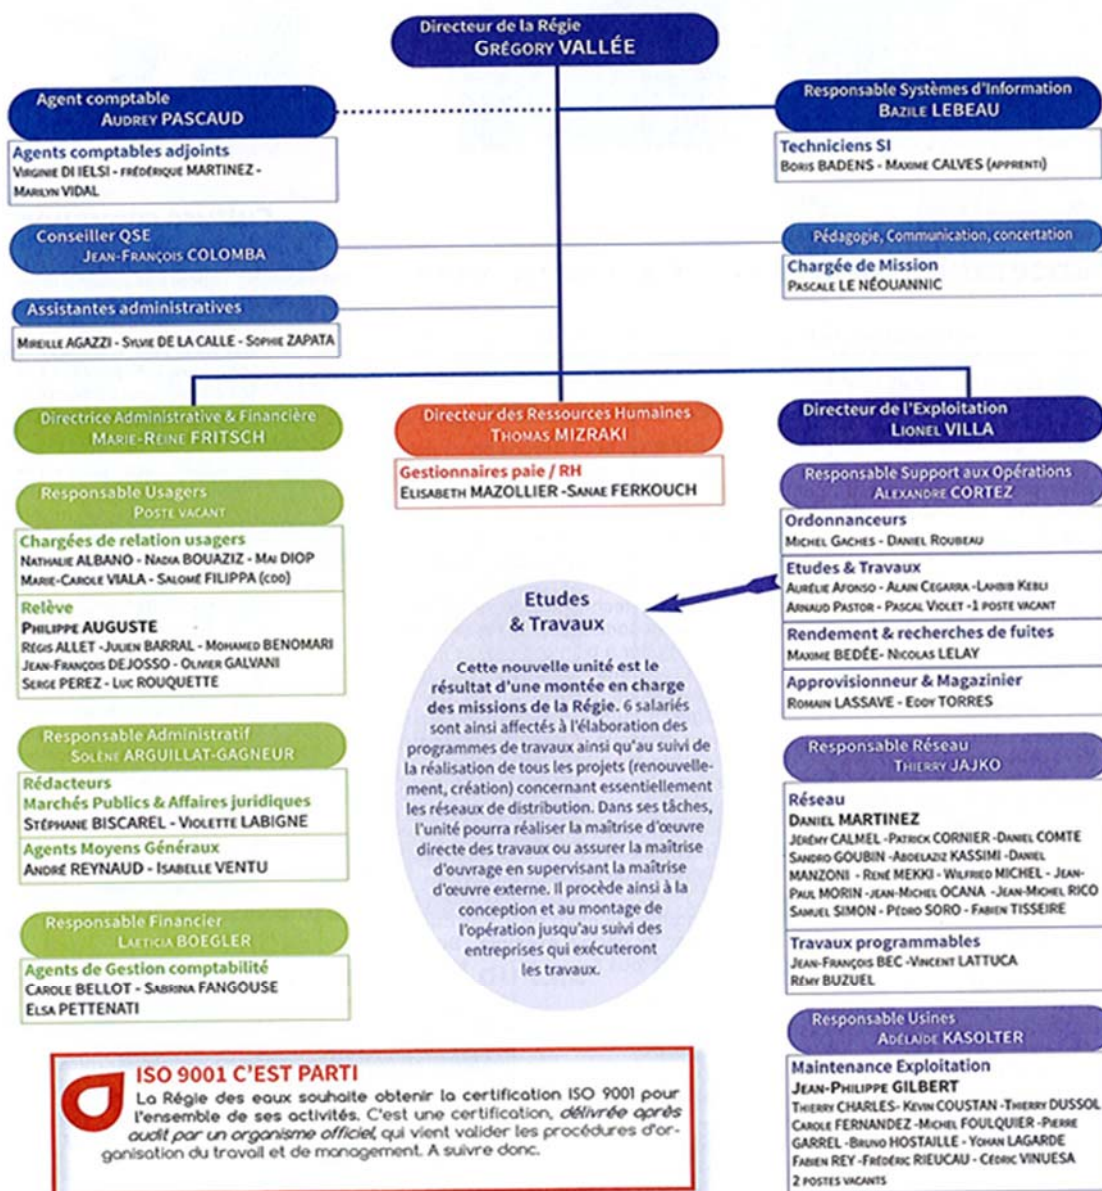 Directeur de la Régie
GRÉGORY VALLÉE
Agent comptable
AUDREY PASCAUD
Agents comptables adjoints
VIRGINIE DI IELSI - FRÉDÉRIQUE MARTINEZ -
MARILYN VIDAL
Responsable Systèmes d'Information
BAZILE LEBEAU
Techniciens SI
BORIS BADENS - MAXIME CALVES (APPRENTI)
Conseiller QSE
JEAN-FRANÇOIS COLOMBA
Pédagogie, Communication, concertation
Chargée de Mission
PASCALE LE NÉOUANNIC
Assistantes administratives
MIREILLE AGAZZI - SYLVIE DE LA CALLE - SOPHIE ZAPATA
Directrice Administrative & Financière
MARIE-REINE FRITSCH
Responsable Usagers
POSTE VACANT
Chargées de relation usagers
NATHALIE ALBANO - NADIA BOUAZIZ - MAI DIOP
MARIE-CAROLE VIALA - SALOMÉ FILIPPA (CDD)
Relève
PHILIPPE AUGUSTE
RÉGIS ALLET -JULIEN BARRAL - MOHAMED BENOMARI
JEAN-FRANÇOIS DEJOSSO - OLIVIER GALVANI
SERGE PEREZ - LUC ROUQUETTE
Responsable Administratif
SOLÈNE ARGUILLAT-GAGNEUR
Rédacteurs
Marchés Publics & Affaires juridiques
STÉPHANE BISCAREL - VIOLETTE LABIGNE
Agents Moyens Généraux
ANDRÉ REYNAUD - ISABELLE VENTU
Responsable Financier
LAETICIA BOEGLER
Agents de Gestion comptabilité
CAROLE BELLOT - SABRINA FANGOUSE
ELSA PETTENATI
Directeur des Ressources Humaines
THOMAS MIZRAKI
Gestionnaires paie / RH
ELISABETH MAZOLLIER -SANAE FERKOUCH
Etudes
& Travaux
Cette nouvelle unité est le
résultat d'une montée en charge
des missions de la Régie. 6 salariés
sont ainsi affectés à l'élaboration des
programmes de travaux ainsi qu'au suivi de
la réalisation de tous les projets (renouvelle-
ment, création) concernant essentiellement
les réseaux de distribution. Dans ses tâches,
l'unité pourra réaliser la maîtrise d'œuvre
directe des travaux ou assurer la maîtrise
d'ouvrage en supervisant la maîtrise
d'œuvre externe. Il procède ainsi à la
conception et au montage de
l'opération jusqu'au suivi des
entreprises qui exécuteront
les travaux.
Directeur de l'Exploitation
LIONEL VILLA
Responsable Support aux Opérations
ALEXANDRE CORTEZ
Ordonnanceurs
MICHEL GACHES - DANIEL ROUBEAU
Etudes & Travaux
AURÉLIE AFONSO - ALAIN CEGARRA -LAHBIB KEBLI
ARNAUD PASTOR - PASCAL VIOLET -1 POSTE VACANT
Rendement & recherches de fuites
MAXIME BEDÉE- NICOLAS LELAY
Approvisionneur & Magazinier
ROMAIN LASSAVE - EDDY TORRES
Responsable Réseau
THIERRY JAJKO
Réseau
DANIEL MARTINEZ
JÉRÉMY CALMEL -PATRICK CORNIER -DANIEL COMTE
SANDRO GOUBIN -ABDELAZIZ KASSIMI -DANIEL
MANZONI - RENÉ MEKKI - WILFRIED MICHEL - JEAN-
PAUL MORIN -JEAN-MICHEL OCANA -JEAN-MICHEL RICO
SAMUEL SIMON - PEDRO SORO - FABIEN TISSEIRE
Travaux programmables
JEAN-FRANÇOIS BEC -VINCENT LATTUCA
RÉMY BUZUEL
Responsable Usines
ADÉLAÏDE KASOLTER
Maintenance Exploitation
JEAN-PHILIPPE GILBERT
THIERRY CHARLES- KEVIN COUSTAN -THIERRY DUSSOL
CAROLE FERNANDEZ -MICHEL FOULQUIER -PIERRE
GARREL -BRUNO HOSTAILLE - YOHAN LAGARDE
FABIEN REY -FRÉDÉRIC RIEUCAU - CÉDRIC VINUESA
2 POSTES VACANTS
ISO 9001 C'EST PARTI
La Régie des eaux souhaite obtenir la certification ISO 9001 pour
l'ensemble de ses activités. C'est une certification, délivrée après
audit par un organisme officiel, qui vient valider les procédures d'or-
ganisation du travail et de management. A suivre donc.